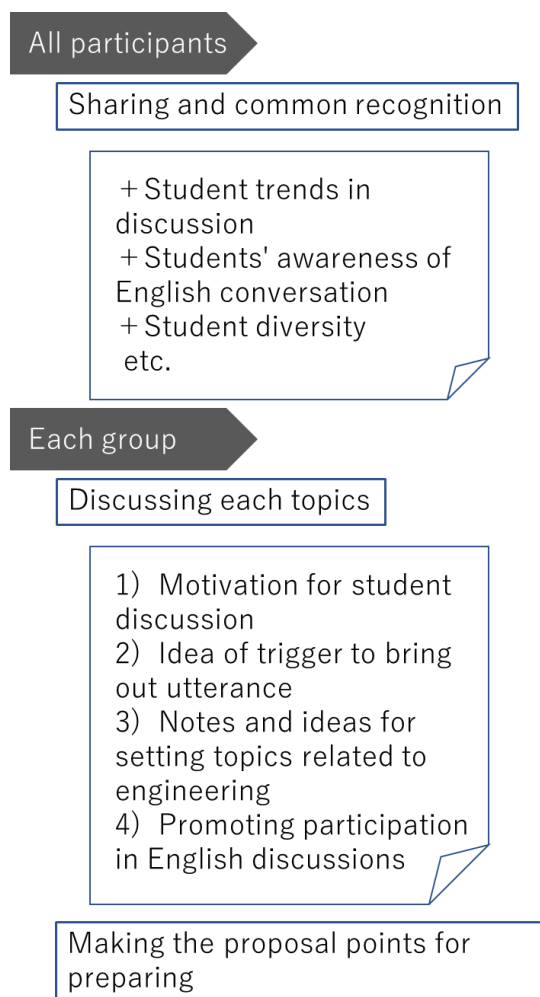 All participants
Sharing and common recognition
＋Student trends in
discussion
＋Students' awareness of
English conversation
＋Student diversity
etc.
Each group
Discussing each topics
1) Motivation for student
discussion
2) Idea of trigger to bring
out utterance
3) Notes and ideas for
setting topics related to
engineering
4) Promoting participation
in English discussions
Making the proposal points for
preparing